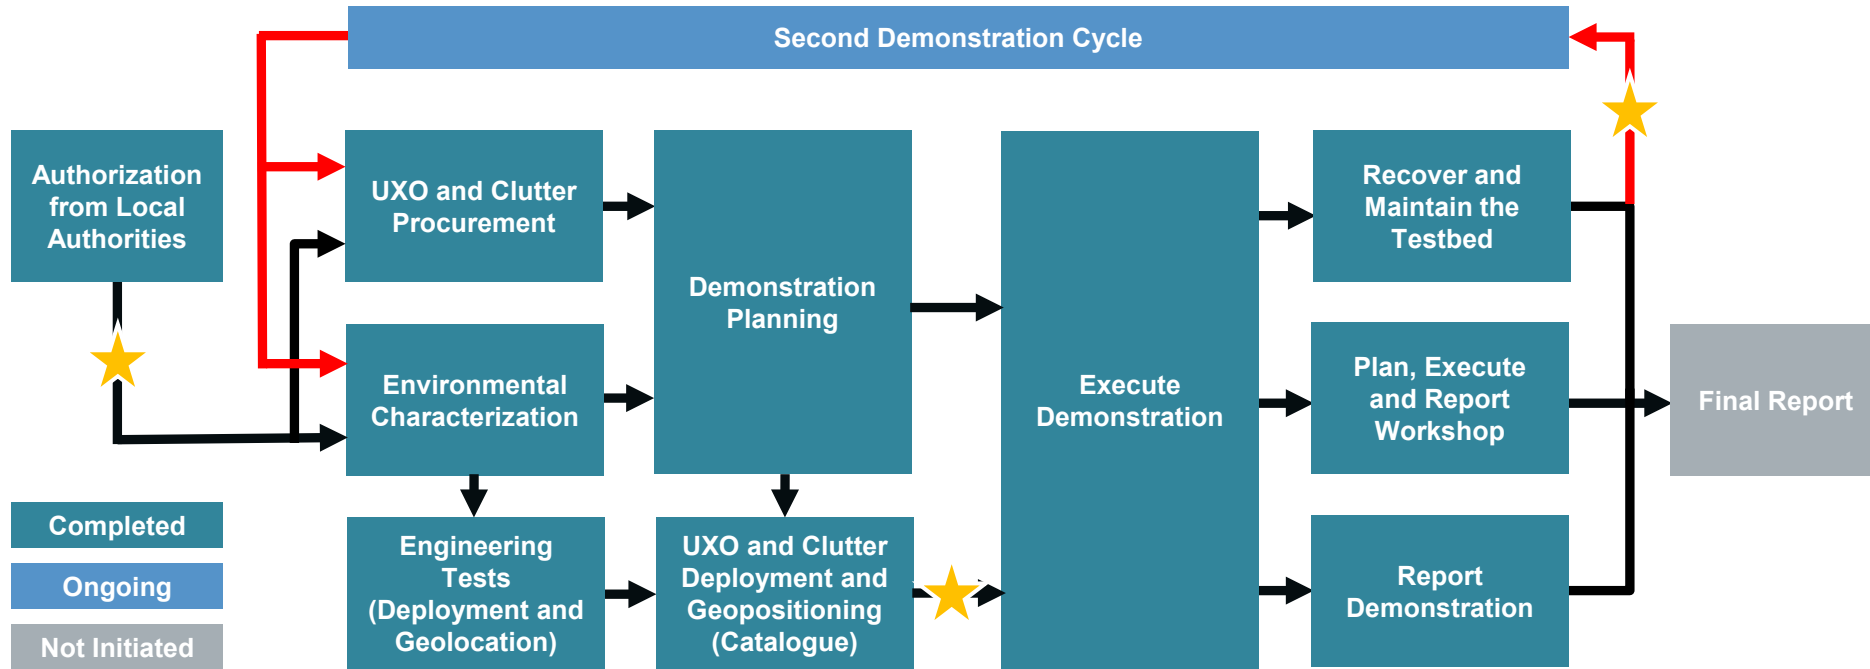 Second Demonstration Cycle
Authorization
from Local
Authorities
UXO and Clutter
Procurement
Environmental
Characterization
Engineering
Tests
(Deployment and
Geolocation)
Demonstration
Planning
UXO and Clutter
Deployment and
Geopositioning
(Catalogue)
Execute
Demonstration
Recover and
Maintain the
Testbed
Plan, Execute
and Report
Workshop
Report
Demonstration
Final Report
Completed
Ongoing
Not Initiated